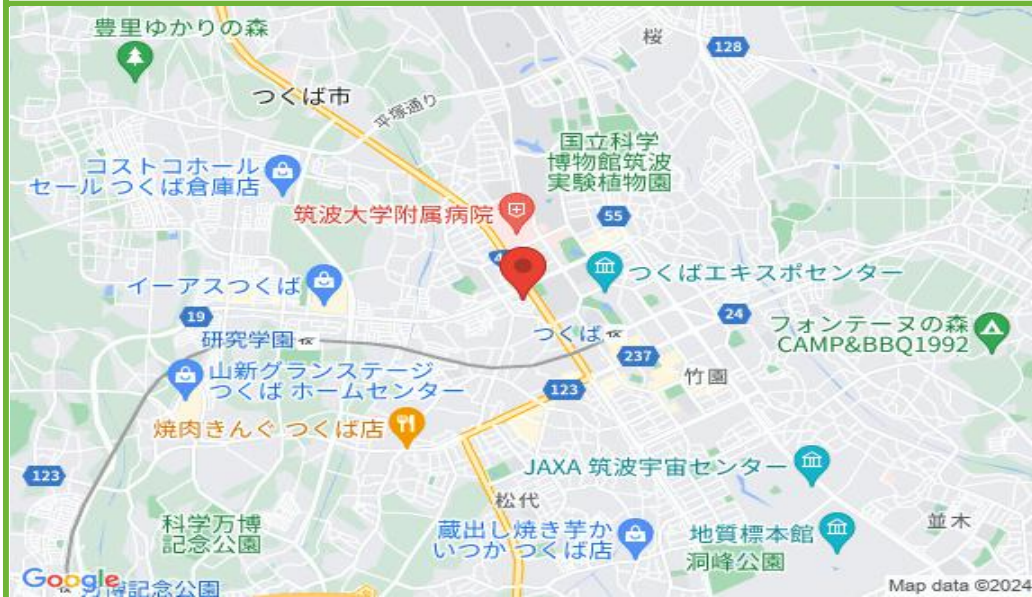 豊里ゆかりの森
桜
128
つくば市
平塚通り
国立科学
博物館筑波
実験植物園
コストコホール
セール つくば倉庫店
筑波大学附属病院
55
イーアスつくば
つくばエキスポセンター
19
研究学園
つくば
24
フォンテーヌの森
CAMP&BBQ1992
237
山新グランステージ
つくば ホームセンター
123
竹園
焼肉きんぐ つくば店
JAXA 筑波宇宙センター
123
松代
科学万博
記念公園
蔵出し焼き芋か
いつか つくば店
地質標本館
洞峰公園
並木
Google
万博記念公園
Map data ©2024